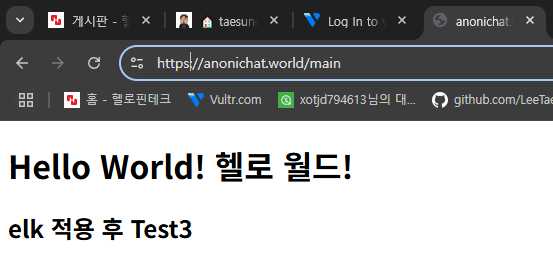 게시판 - 헬
taesun
Log In to y
anonichat.
https://anonichat.world/main
홈 - 헬로핀테크
Vultr.com
xotjd794613님의 대...
github.com/LeeTae
Hello World! 헬로 월드!
elk 적용 후 Test3